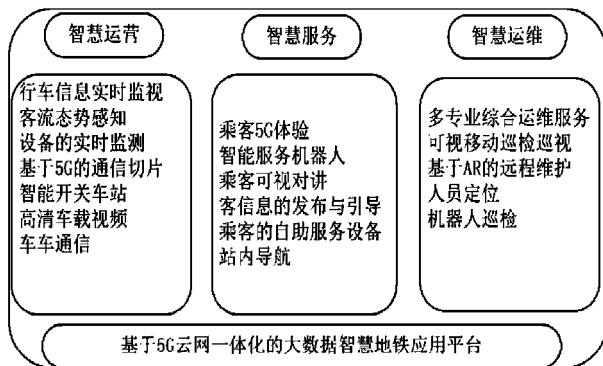 智慧运营
行车信息实时监视
客流态势感知
设备的实时监测
基于5G的通信切片
智能开关车站
高清车载视频
车车通信
智慧服务
乘客5G体验
智能服务机器人
乘客可视对讲
客信息的发布与引导
乘客的自助服务设备
站内导航
智慧运维
多专业综合运维服务
可视移动巡检巡视
基于AR的远程维护
人员定位
机器人巡检
基于5G云网一体化的大数据智慧地铁应用平台